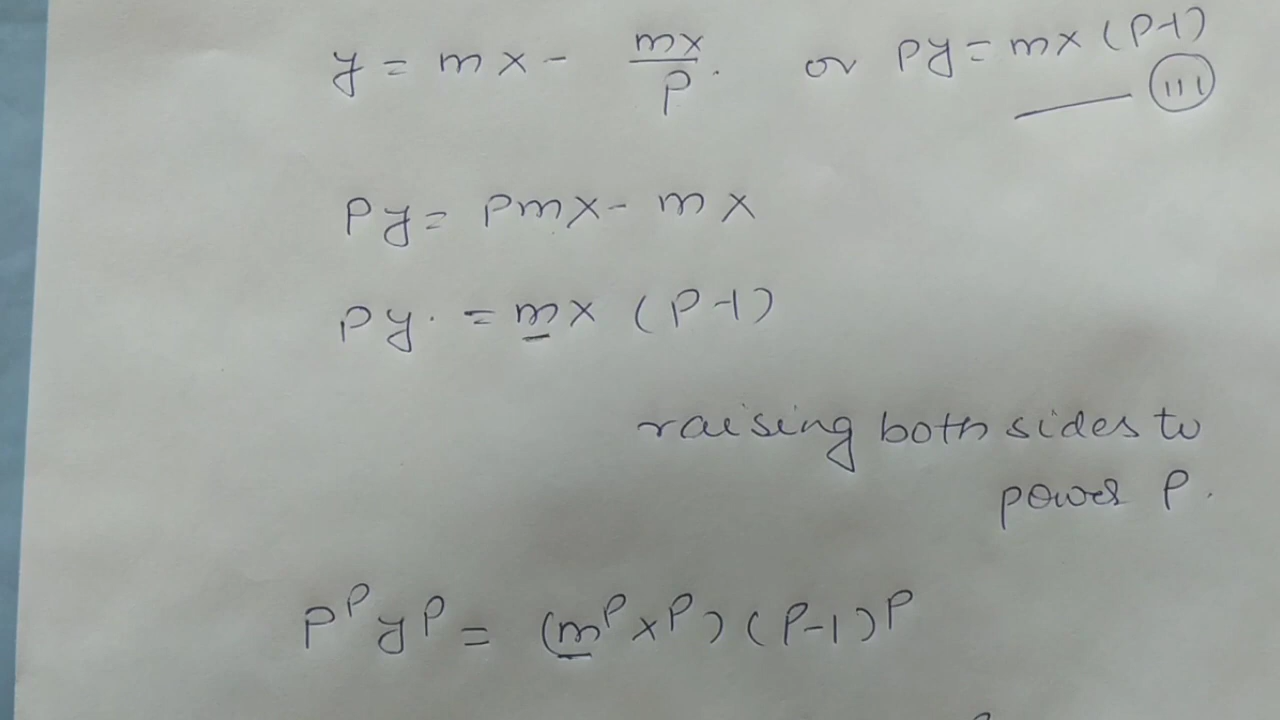 y = mx - mx/p. or py = mx (p-1)
(III)
py = pmx - mx
py. = mx (p-1)
raising both sides to
power p.
p^p y^p = (m^p x^p) (p-1)^p